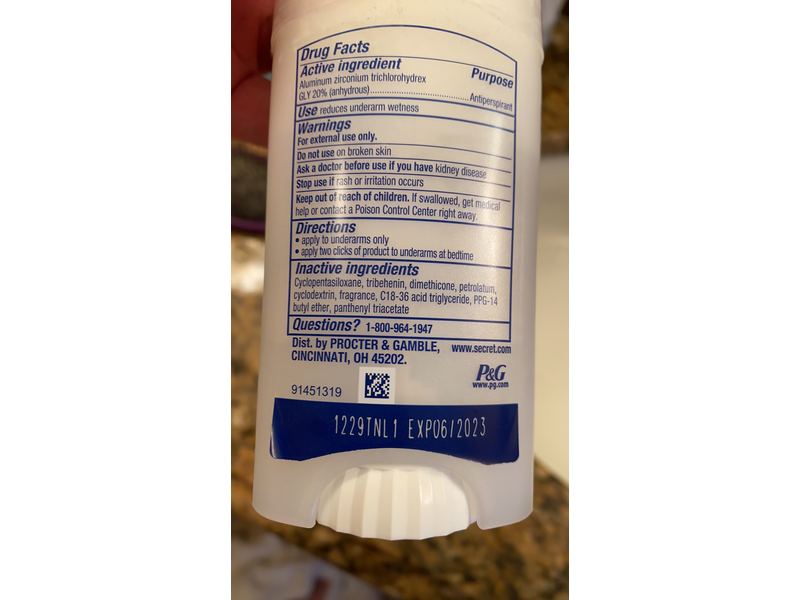 Drug Facts
Active ingredient Purpose
Aluminum zirconium trichlorohydrex
GLY 20% (anhydrous)..............................Antiperspirant
Use reduces underarm wetness
Warnings
For external use only.
Do not use on broken skin
Ask a doctor before use if you have kidney disease
Stop use if rash or irritation occurs
Keep out of reach of children. If swallowed, get medical
help or contact a Poison Control Center right away.
Directions
• apply to underarms only
• apply two clicks of product to underarms at bedtime
Inactive ingredients
Cyclopentasiloxane, tribehenin, dimethicone, petrolatum,
cyclodextrin, fragrance, C18-36 acid triglyceride, PPG-14
butyl ether, panthenyl triacetate
Questions? 1-800-964-1947
Dist. by PROCTER & GAMBLE, www.secret.com
CINCINNATI, OH 45202.
P&G
www.pg.com
91451319
1229TNL1 EXP06/2023